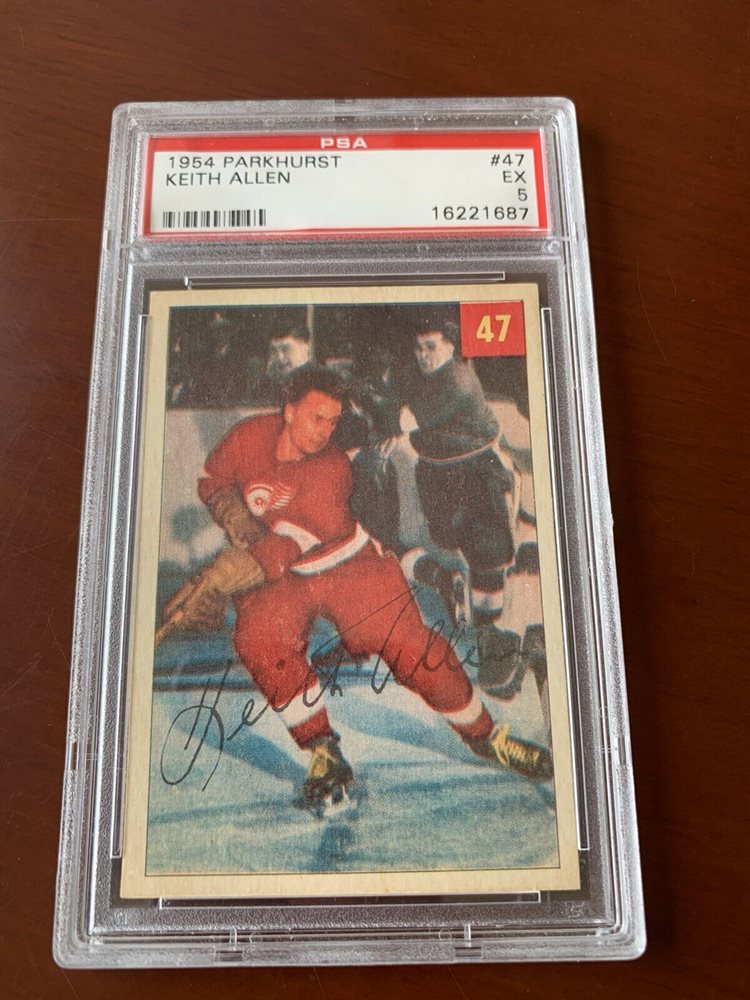 PSA
1954 PARKHURST #47
KEITH ALLEN EX
5
16221687
47
Keith Allen